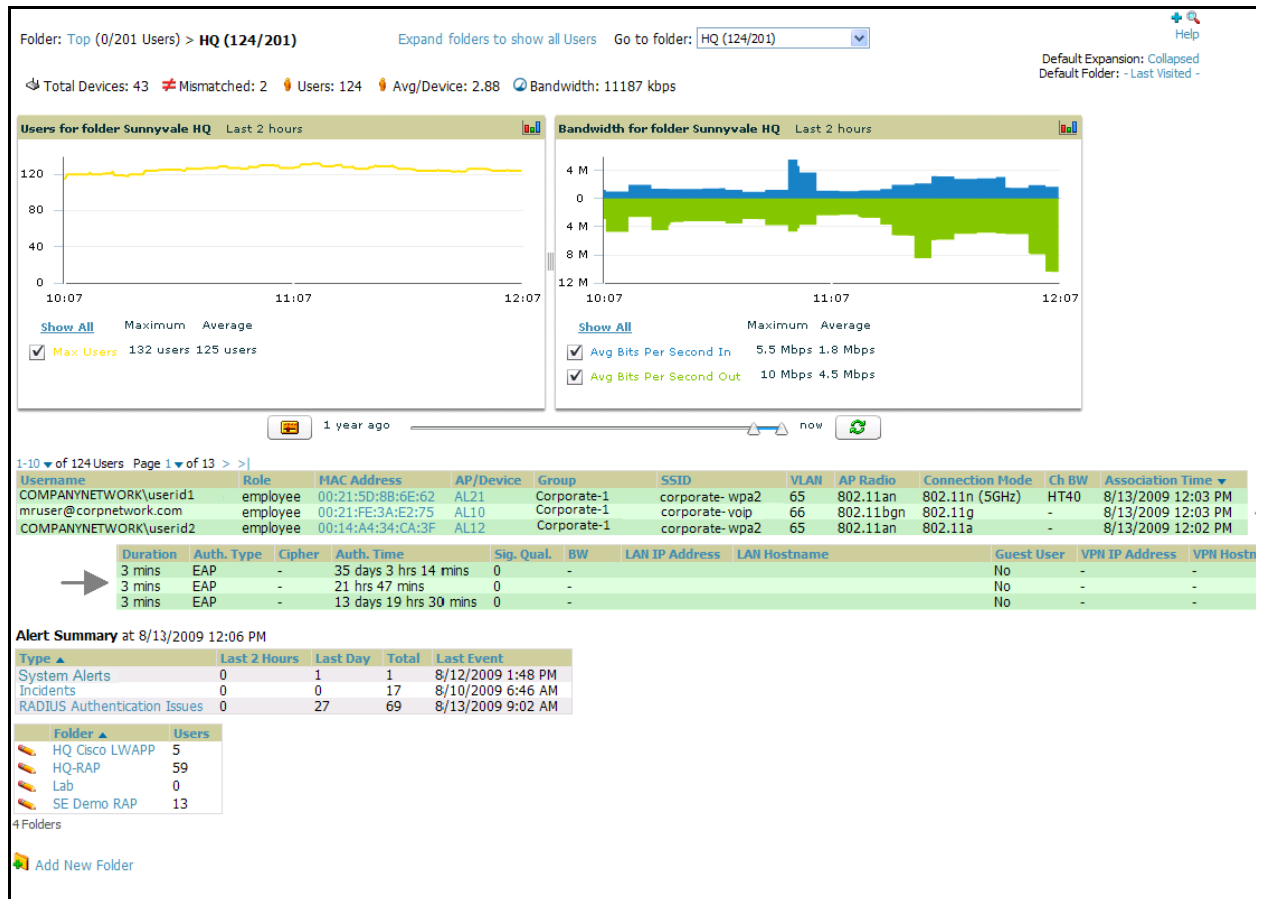 Folder: Top (0/201 Users) > HQ (124/201) Expand folders to show all Users Go to folder: HQ (124/201)
Help
Default Expansion: Collapsed
Default Folder: - Last Visited -
Total Devices: 43 Mismatched: 2 Users: 124 Avg/Device: 2.88 Bandwidth: 11187 kbps
Users for folder Sunnyvale HQ Last 2 hours
120
80
40
0
10:07 11:07 12:07
Show All Maximum Average
Max Users 132 users 125 users
Bandwidth for folder Sunnyvale HQ Last 2 hours
4 M
0
4 M
8 M
12 M
10:07 11:07 12:07
Show All Maximum Average
Avg Bits Per Second In 5.5 Mbps 1.8 Mbps
Avg Bits Per Second Out 10 Mbps 4.5 Mbps
1 year ago now
1-10 of 124 Users Page 1 of 13 > >|
Username Role MAC Address AP/Device Group SSID VLAN AP Radio Connection Mode Ch BW Association Time
COMPANYNETWORK\userid1 employee 00:21:5D:8B:6E:62 AL21 Corporate-1 corporate- wpa2 65 802.11an 802.11n (5GHz) HT40 8/13/2009 12:03 PM
mruser@corpnetwork.com employee 00:21:FE:3A:E2:75 AL10 Corporate-1 corporate- voip 66 802.11bgn 802.11g - 8/13/2009 12:03 PM
COMPANYNETWORK\userid2 employee 00:14:A4:34:CA:3F AL12 Corporate-1 corporate- wpa2 65 802.11an 802.11a - 8/13/2009 12:02 PM
Duration Auth. Type Cipher Auth. Time Sig. Qual. BW LAN IP Address LAN Hostname Guest User VPN IP Address VPN Hostn
3 mins EAP - 35 days 3 hrs 14 mins 0 - No - -
3 mins EAP - 21 hrs 47 mins 0 - No - -
3 mins EAP - 13 days 19 hrs 30 mins 0 - No - -
Alert Summary at 8/13/2009 12:06 PM
Type Last 2 Hours Last Day Total Last Event
System Alerts 0 1 1 8/12/2009 1:48 PM
Incidents 0 0 17 8/10/2009 6:46 AM
RADIUS Authentication Issues 0 27 69 8/13/2009 9:02 AM
Folder Users
HQ Cisco LWAPP 5
HQ-RAP 59
Lab 0
SE Demo RAP 13
4 Folders
Add New Folder